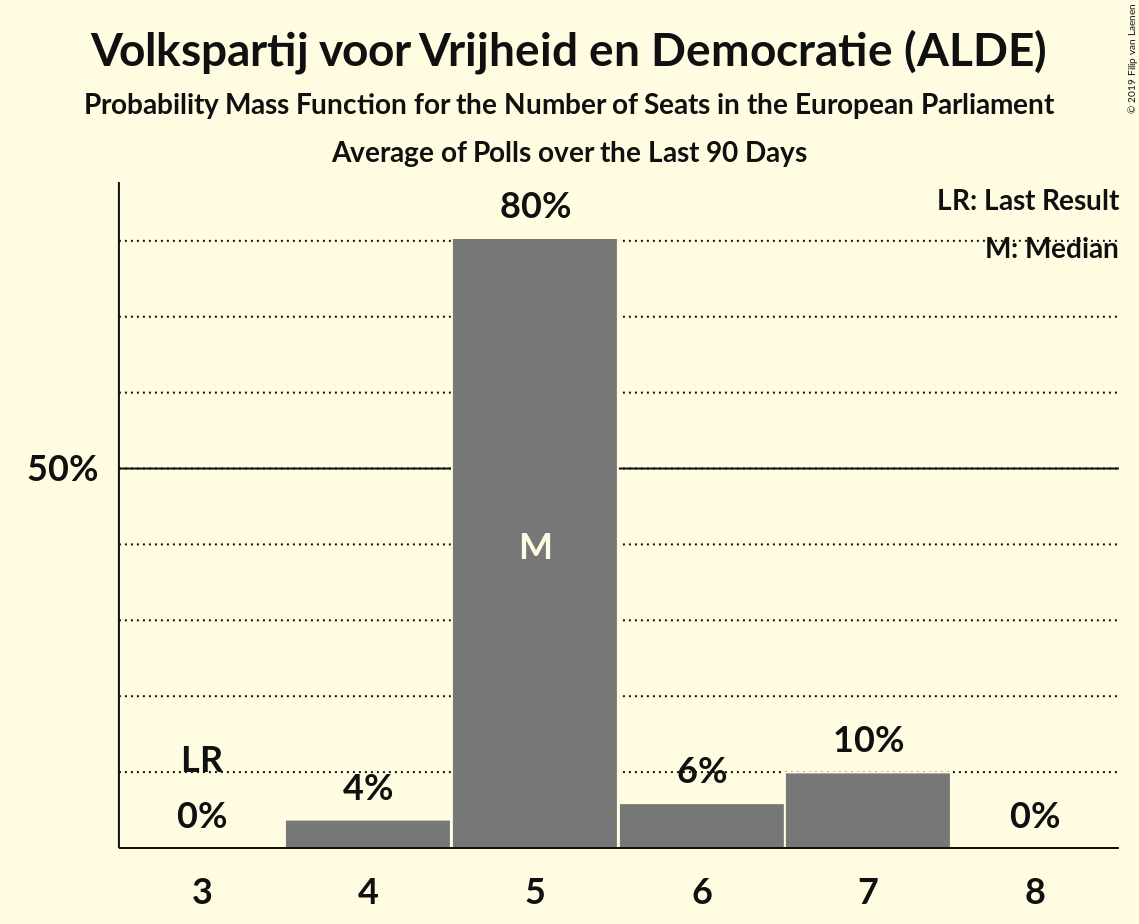 Volkspartij voor Vrijheid en Democratie (ALDE)
Probability Mass Function for the Number of Seats in the European Parliament
Average of Polls over the Last 90 Days
© 2019 Filip van Laenen
LR: Last Result
M: Median
80%
50%
M
LR
0%
4%
6%
10%
0%
3 4 5 6 7 8